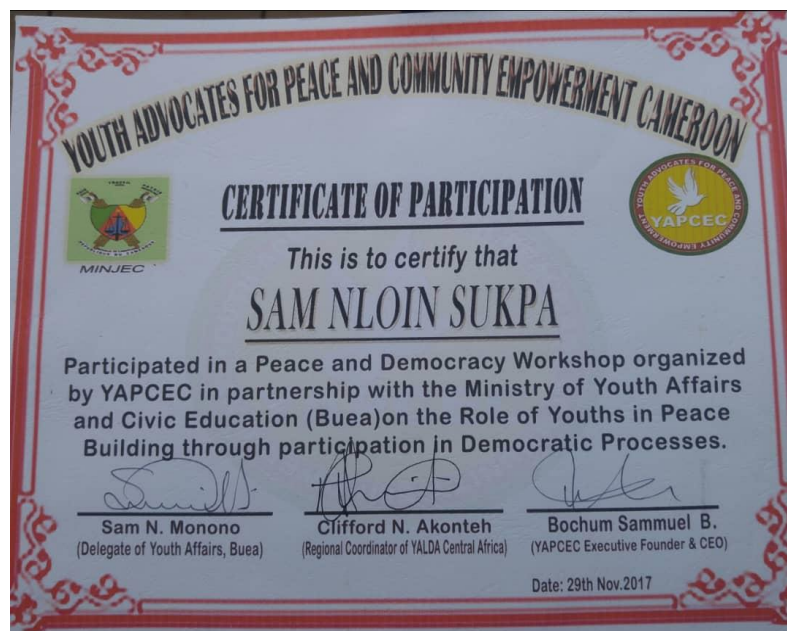 YOUTH ADVOCATES FOR PEACE AND COMMUNITY EMPOWERMENT CAMEROON
CERTIFICATE OF PARTICIPATION
YOUTH ADVOCATES FOR PEACE AND COMMUNITY EMPOWERMENT
YAPCEC
MINJEC
This is to certify that
SAM NLOIN SUKPA
Participated in a Peace and Democracy Workshop organized
by YAPCEC in partnership with the Ministry of Youth Affairs
and Civic Education (Buea)on the Role of Youths in Peace
Building through participation in Democratic Processes.
Sam N. Monono
(Delegate of Youth Affairs, Buea)
Clifford N. Akonteh
(Regional Coordinator of YALDA Central Africa)
Bochum Sammuel B.
(YAPCEC Executive Founder & CEO)
Date: 29th Nov.2017